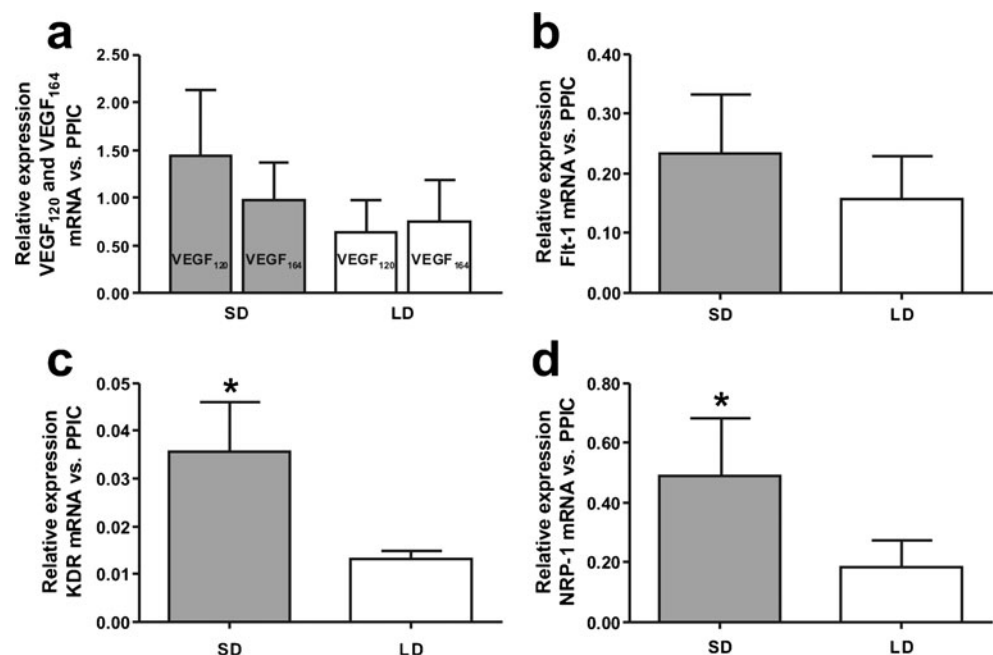 a
Relative expression
VEGF120 and VEGF164
mRNA vs. PPIC
2.50
2.00
1.50
1.00
0.50
0.00
VEGF120
VEGF164
VEGF120
VEGF164
SD
LD
b
Relative expression
Flt-1 mRNA vs. PPIC
0.40
0.30
0.20
0.10
0.00
SD
LD
c
Relative expression
KDR mRNA vs. PPIC
0.05
0.04
0.03
0.02
0.01
0.00
*
SD
LD
d
Relative expression
NRP-1 mRNA vs. PPIC
0.80
0.60
0.40
0.20
0.00
*
SD
LD